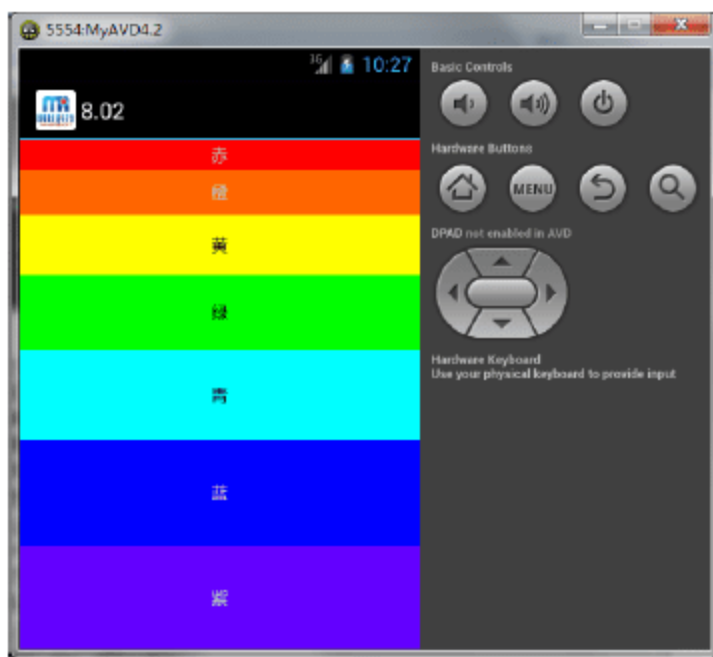 5554:MyAVD4.2
3G 10:27
8.02
赤
橙
黄
绿
青
蓝
紫
Basic Controls
Hardware Buttons
MENU
DPAD not enabled in AVD
Hardware Keyboard
Use your physical keyboard to provide input